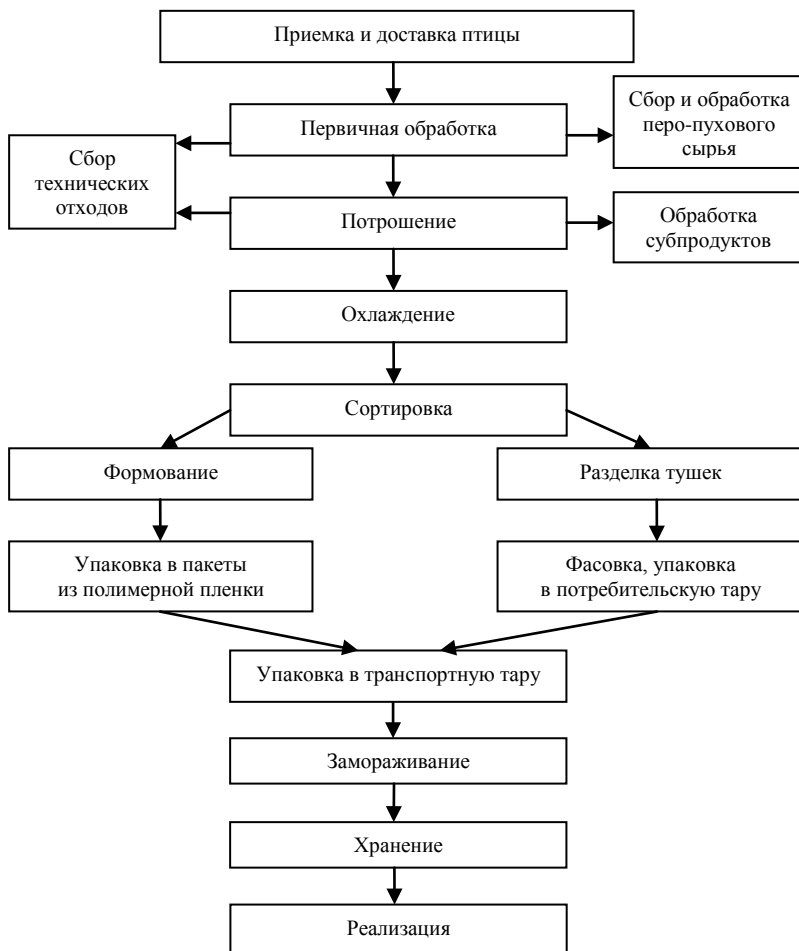 Приемка и доставка птицы
Первичная обработка
Сбор и обработка
перо-пухового
сырья
Сбор
технических
отходов
Потрошение
Обработка
субпродуктов
Охлаждение
Сортировка
Формование
Разделка тушек
Упаковка в пакеты
из полимерной пленки
Фасовка, упаковка
в потребительскую тару
Упаковка в транспортную тару
Замораживание
Хранение
Реализация